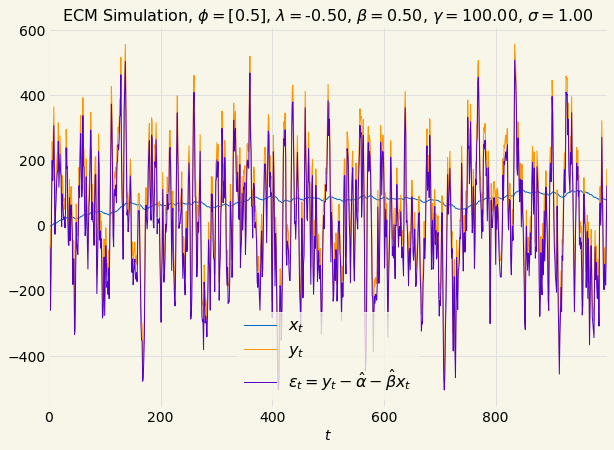 ECM Simulation, ϕ = [0.5], λ = -0.50, β = 0.50, γ = 100.00, σ = 1.00
600
400
200
0
−200
−400
x_t
y_t
ε_t = y_t − α̂ − β̂x_t
0 200 400 600 800
t